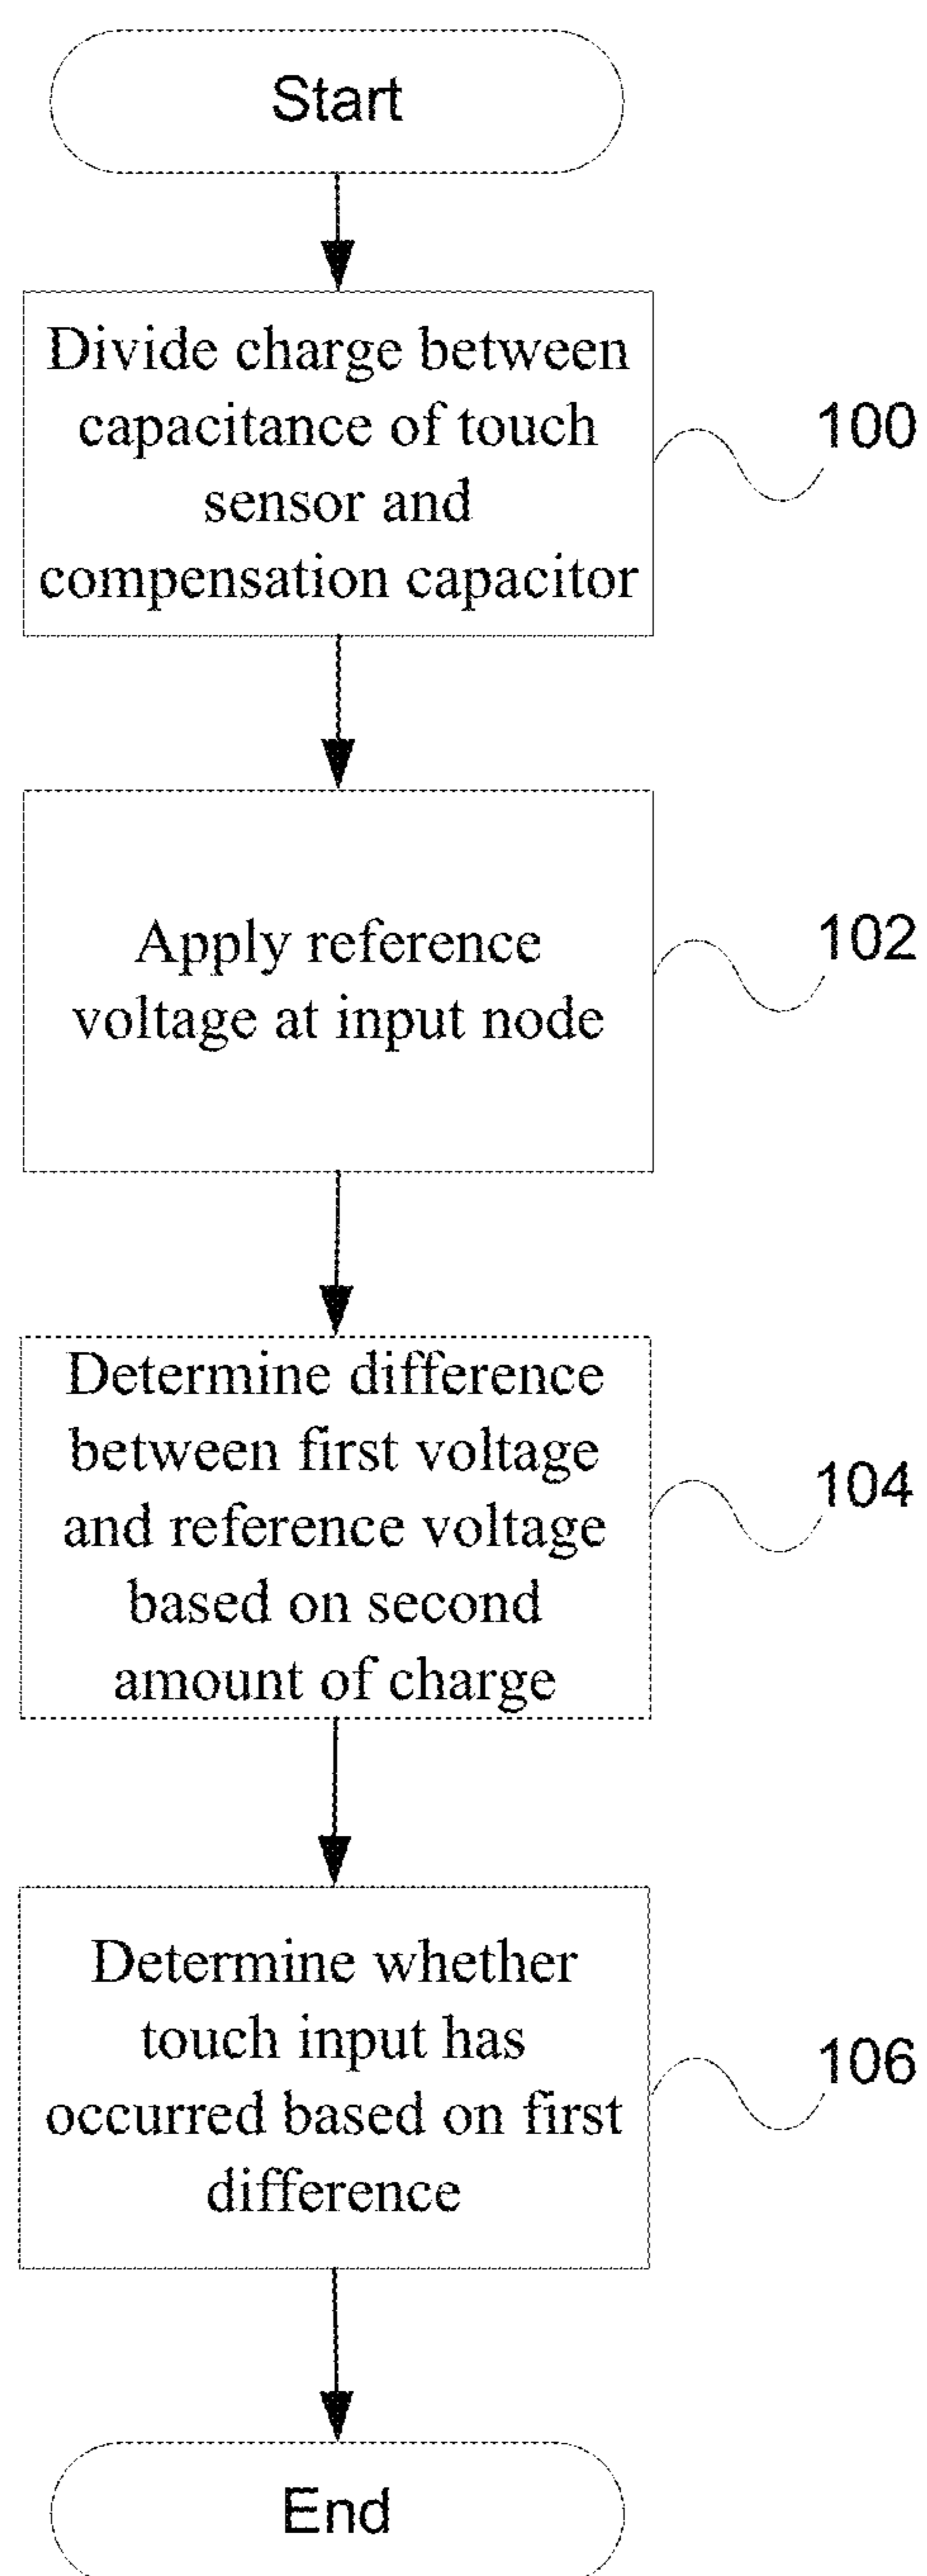 Start
Divide charge between
capacitance of touch
sensor and
compensation capacitor
100
Apply reference
voltage at input node
102
Determine difference
between first voltage
and reference voltage
based on second
amount of charge
104
Determine whether
touch input has
occurred based on first
difference
106
End